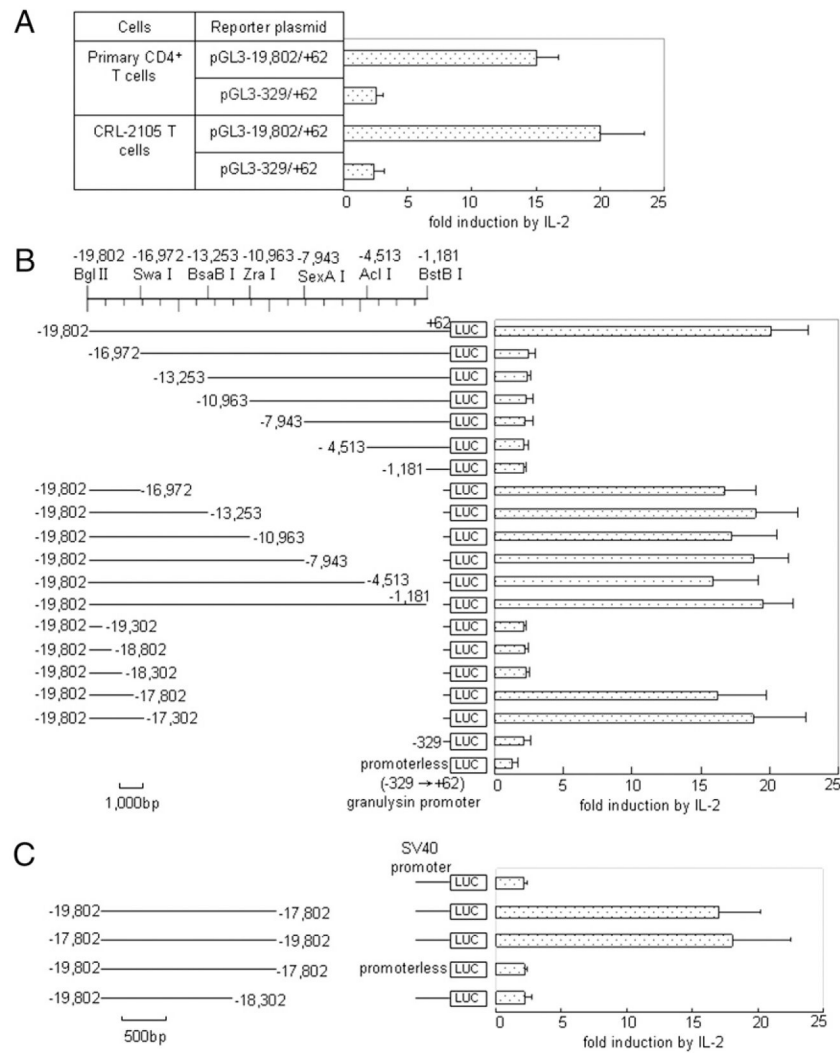 A
Cells Reporter plasmid
Primary CD4+ T cells
pGL3-19,802/+62
pGL3-329/+62
CRL-2105 T cells
pGL3-19,802/+62
pGL3-329/+62
0 5 10 15 20 25
fold induction by IL-2
B
-19,802 -16,972 -13,253 -10,963 -7,943 -4,513 -1,181
Bgl II Swa I BsaB I Zra I SexA I Acl I BstB I
+62
-19,802 LUC
-16,972 LUC
-13,253 LUC
-10,963 LUC
-7,943 LUC
- 4,513 LUC
-1,181 LUC
-19,802 -16,972 LUC
-19,802 -13,253 LUC
-19,802 -10,963 LUC
-19,802 -7,943 LUC
-19,802 -4,513 LUC
-19,802 -1,181 LUC
-19,802 -19,302 LUC
-19,802 -18,802 LUC
-19,802 -18,302 LUC
-19,802 -17,802 LUC
-19,802 -17,302 LUC
-329 LUC
promoterless LUC
(-329 → +62)
granulysin promoter
1,000bp
0 5 10 15 20 25
fold induction by IL-2
C
SV40
promoter
LUC
-19,802 -17,802 LUC
-17,802 -19,802 LUC
-19,802 -17,802 promoterless LUC
-19,802 -18,302 LUC
500bp
0 5 10 15 20 25
fold induction by IL-2